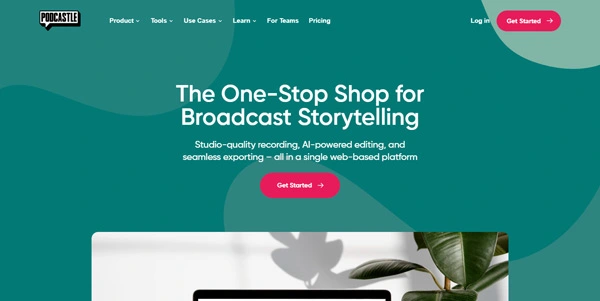 PODCASTLE
Product Tools Use Cases Learn For Teams Pricing
Log in
Get Started
The One-Stop Shop for
Broadcast Storytelling
Studio-quality recording, AI-powered editing, and
seamless exporting – all in a single web-based platform
Get Started